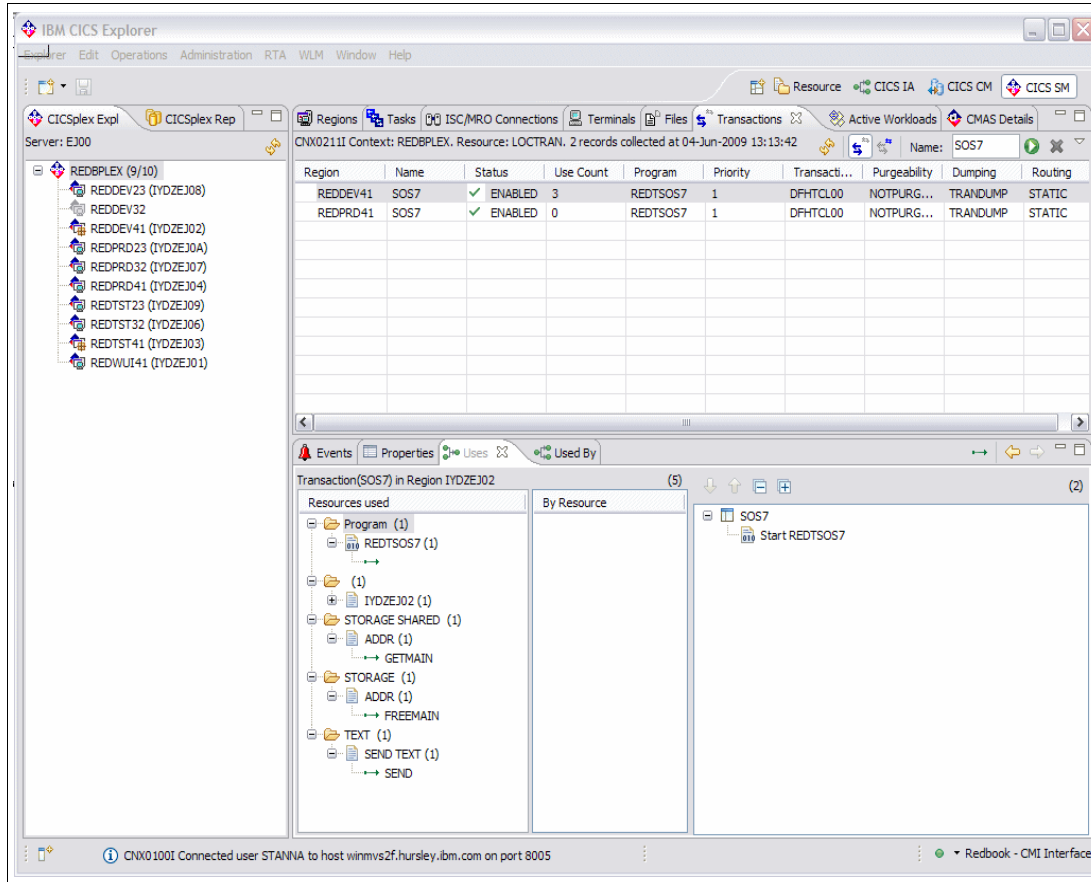 IBM CICS Explorer
Explorer Edit Operations Administration RTA WLM Window Help
Resource CICS IA CICS CM CICS SM
CICSplex Expl CICSplex Rep
Server: EJ00
REDBPLEX (9/10)
REDDEV23 (IYDZEJ08)
REDDEV32
REDDEV41 (IYDZEJ02)
REDPRD23 (IYDZEJ0A)
REDPRD32 (IYDZEJ07)
REDPRD41 (IYDZEJ04)
REDTST23 (IYDZEJ09)
REDTST32 (IYDZEJ06)
REDTST41 (IYDZEJ03)
REDWUI41 (IYDZEJ01)
Regions Tasks ISC/MRO Connections Terminals Files Transactions Active Workloads CMAS Details
CNX0211I Context: REDBPLEX. Resource: LOCTRAN. 2 records collected at 04-Jun-2009 13:13:42 Name: SOS7
Region Name Status Use Count Program Priority Transacti... Purgeability Dumping Routing
REDDEV41 SOS7 ENABLED 3 REDTSOS7 1 DFHTCL00 NOTPURG... TRANDUMP STATIC
REDPRD41 SOS7 ENABLED 0 REDTSOS7 1 DFHTCL00 NOTPURG... TRANDUMP STATIC
Events Properties Uses Used By
Transaction(SOS7) in Region IYDZEJ02 (5)
Resources used
Program (1)
REDTSOS7 (1)
(1)
IYDZEJ02 (1)
STORAGE SHARED (1)
ADDR (1)
GETMAIN
STORAGE (1)
ADDR (1)
FREEMAIN
TEXT (1)
SEND TEXT (1)
SEND
By Resource
(2)
SOS7
Start REDTSOS7
CNX0100I Connected user STANNA to host winmvs2f.hursley.ibm.com on port 8005
Redbook - CMI Interface